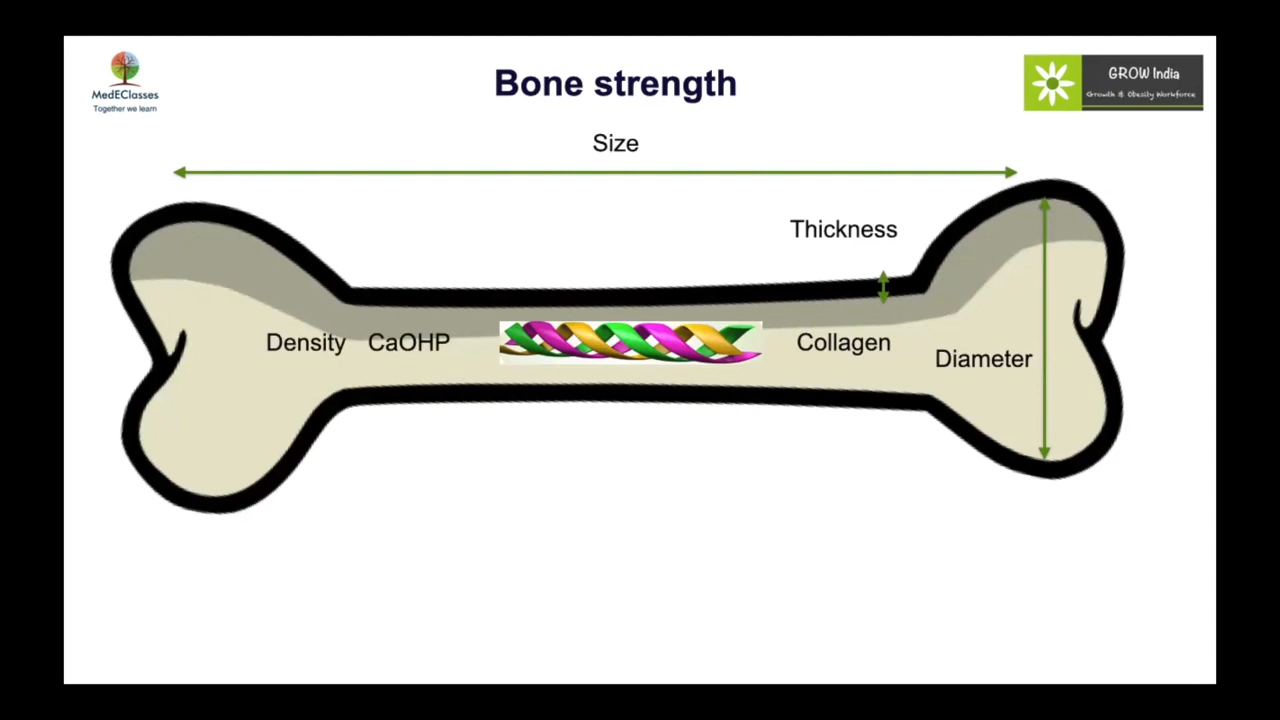 MedEClasses
Together we learn
Bone strength
GROW India
Growth & Obesity Workforce
Size
Thickness
Density CaOHP
Collagen
Diameter